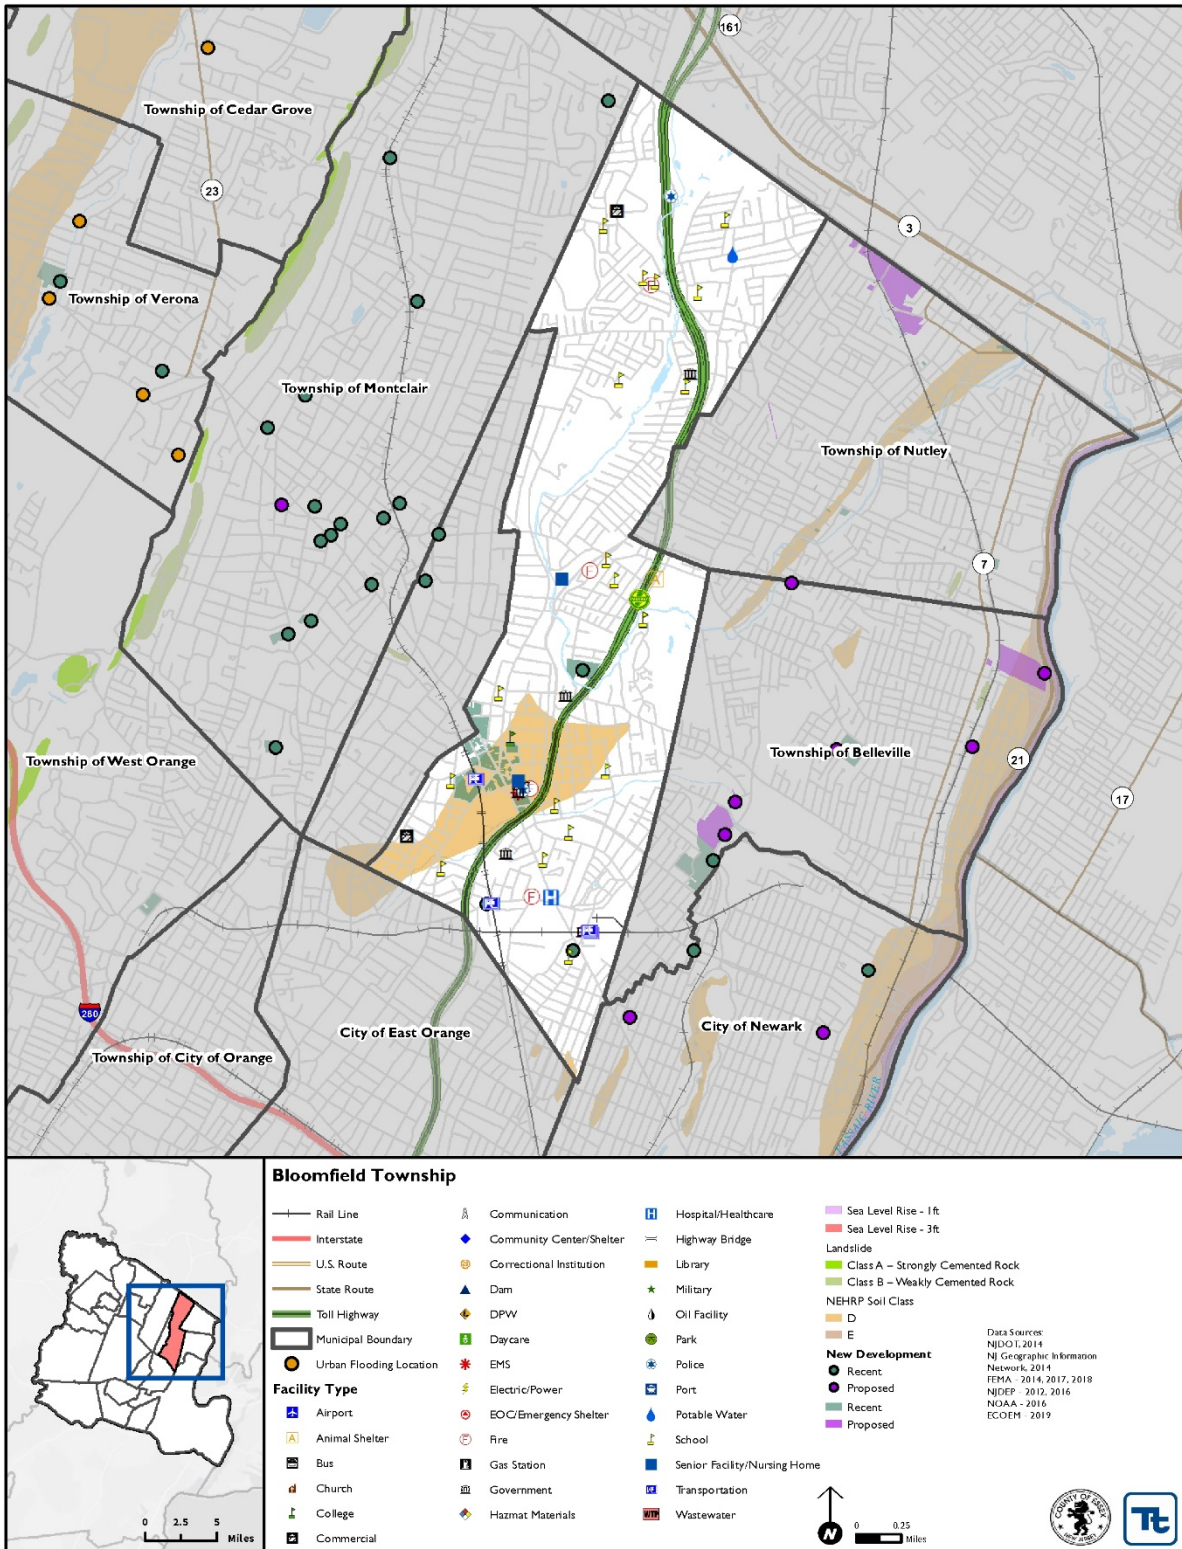 161
Township of Cedar Grove
23
3
Township of Verona
Township of Montclair
Township of Nutley
7
F
A
Township of West Orange
Township of Belleville
21
17
H
280
City of East Orange
City of Newark
Township of City of Orange
PASSAIC RIVER
Bloomfield Township
Rail Line
Interstate
U.S. Route
State Route
Toll Highway
Municipal Boundary
Urban Flooding Location
Facility Type
Airport
A Animal Shelter
Bus
Church
College
Commercial
Communication
Community Center/Shelter
Correctional Institution
Dam
DPW
Daycare
EMS
Electric/Power
EOC/Emergency Shelter
F Fire
Gas Station
Government
Hazmat Materials
H Hospital/Healthcare
Highway Bridge
Library
Military
Oil Facility
Park
Police
Port
Potable Water
School
Senior Facility/Nursing Home
Transportation
WTP Wastewater
Sea Level Rise - 1ft
Sea Level Rise - 3ft
Landslide
Class A – Strongly Cemented Rock
Class B – Weakly Cemented Rock
NEHRP Soil Class
D
E
New Development
Recent
Proposed
Recent
Proposed
Data Sources:
NJDOT, 2014
NJ Geographic Information
Network, 2014
FEMA - 2014, 2017, 2018
NJDEP - 2012, 2016
NOAA - 2016
ECOEM - 2019
0 2.5 5
Miles
N
0 0.25
Miles
COUNTY OF ESSEX
NEW JERSEY
Tt